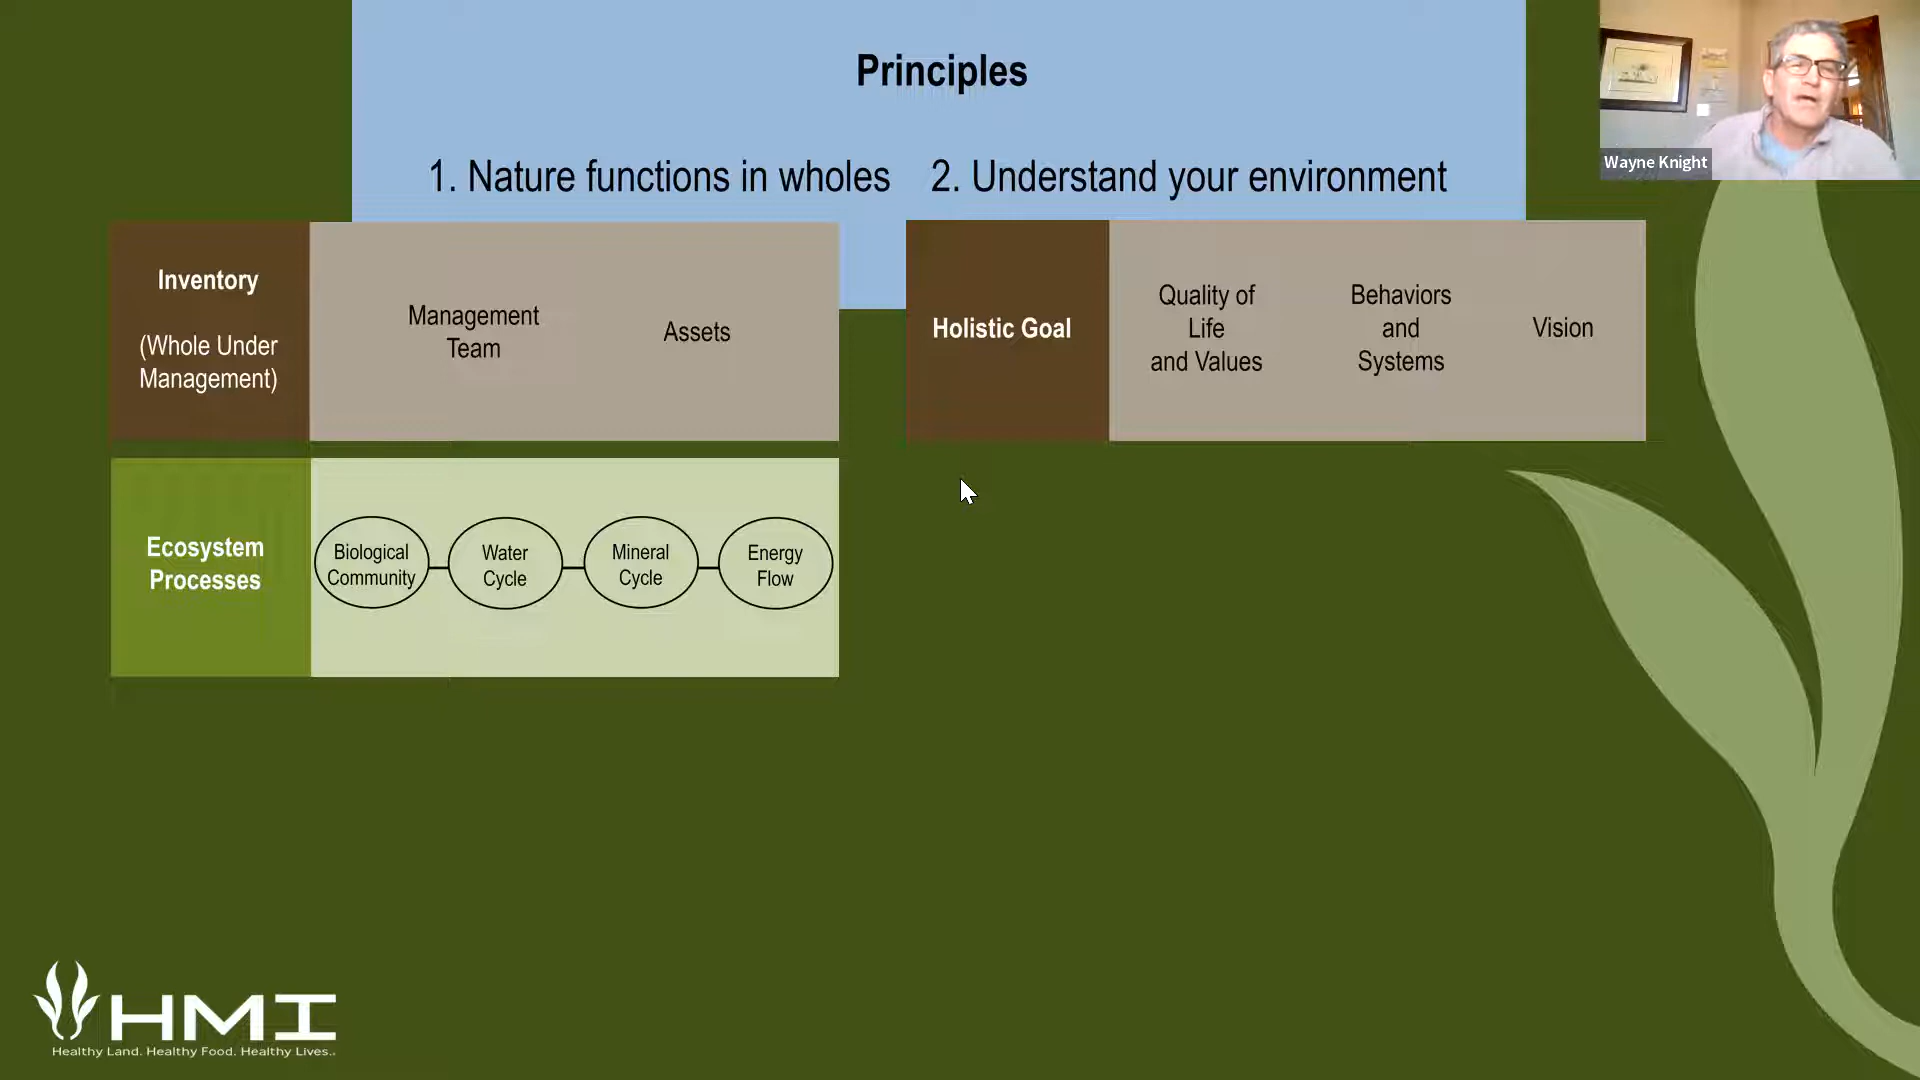 Principles
1. Nature functions in wholes 2. Understand your environment
Wayne Knight
Inventory
(Whole Under
Management)
Management
Team
Assets
Holistic Goal
Quality of
Life
and Values
Behaviors
and
Systems
Vision
Ecosystem
Processes
Biological
Community
Water
Cycle
Mineral
Cycle
Energy
Flow
HMI
Healthy Land. Healthy Food. Healthy Lives..